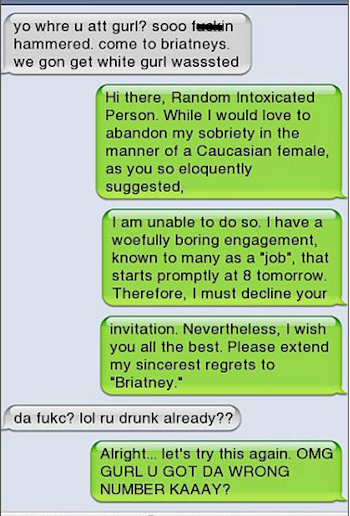 yo whre u att gurl? sooo
hammered. come to briatneys.
we gon get white gurl wasssted
Hi there, Random Intoxicated
Person. While I would love to
abandon my sobriety in the
manner of a Caucasian female,
as you so eloquently
suggested,
I am unable to do so. I have a
woefully boring engagement,
known to many as a "job", that
starts promptly at 8 tomorrow.
Therefore, I must decline your
invitation. Nevertheless, I wish
you all the best. Please extend
my sincerest regrets to
"Briatney."
da fukc? lol ru drunk already??
Alright... let's try this again. OMG
GURL U GOT DA WRONG
NUMBER KAAAY?